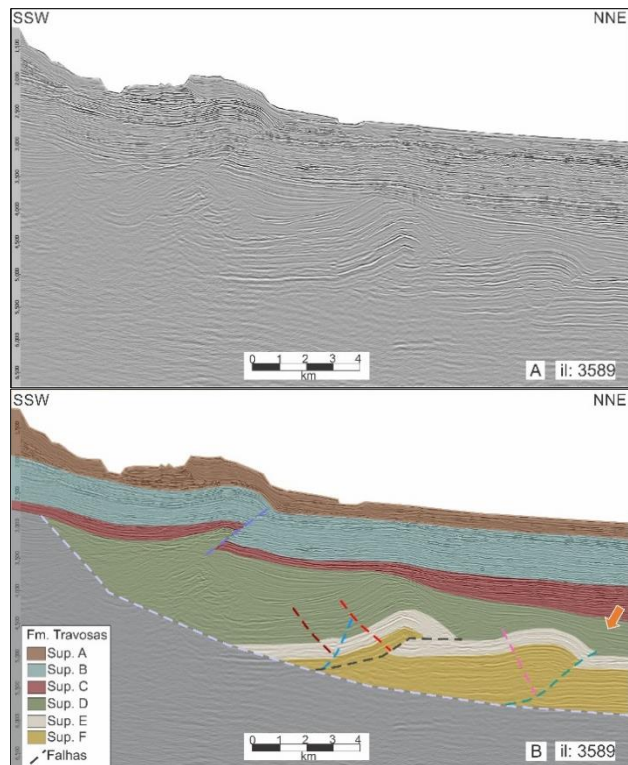 SSW NNE
0 1 2 3 4
km
A il: 3589
SSW NNE
Fm. Travosas
Sup. A
Sup. B
Sup. C
Sup. D
Sup. E
Sup. F
Falhas
0 1 2 3 4
km
B il: 3589